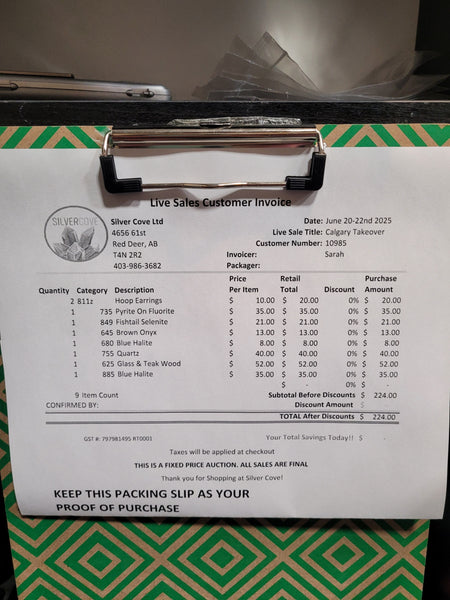 Live Sales Customer Invoice
SILVERCOVE
Silver Cove Ltd Date: June 20-22nd 2025
4656 61st Live Sale Title: Calgary Takeover
Red Deer, AB Customer Number: 10985
T4N 2R2 Invoicer: Sarah
403-986-3682 Packager:
Price Retail Purchase
Quantity Category Description Per Item Total Discount Amount
2 811z Hoop Earrings $ 10.00 $ 20.00 0% $ 20.00
1 735 Pyrite On Fluorite $ 35.00 $ 35.00 0% $ 35.00
1 849 Fishtail Selenite $ 21.00 $ 21.00 0% $ 21.00
1 645 Brown Onyx $ 13.00 $ 13.00 0% $ 13.00
1 680 Blue Halite $ 8.00 $ 8.00 0% $ 8.00
1 755 Quartz $ 40.00 $ 40.00 0% $ 40.00
1 625 Glass & Teak Wood $ 52.00 $ 52.00 0% $ 52.00
1 885 Blue Halite $ 35.00 $ 35.00 0% $ 35.00
$ - 0% $ -
9 Item Count Subtotal Before Discounts $ 224.00
CONFIRMED BY: Discount Amount $
TOTAL After Discounts $ 224.00
GST #: 797981495 RT0001 Your Total Savings Today!! $ -
Taxes will be applied at checkout
THIS IS A FIXED PRICE AUCTION. ALL SALES ARE FINAL
Thank you for Shopping at Silver Cove!
KEEP THIS PACKING SLIP AS YOUR
PROOF OF PURCHASE